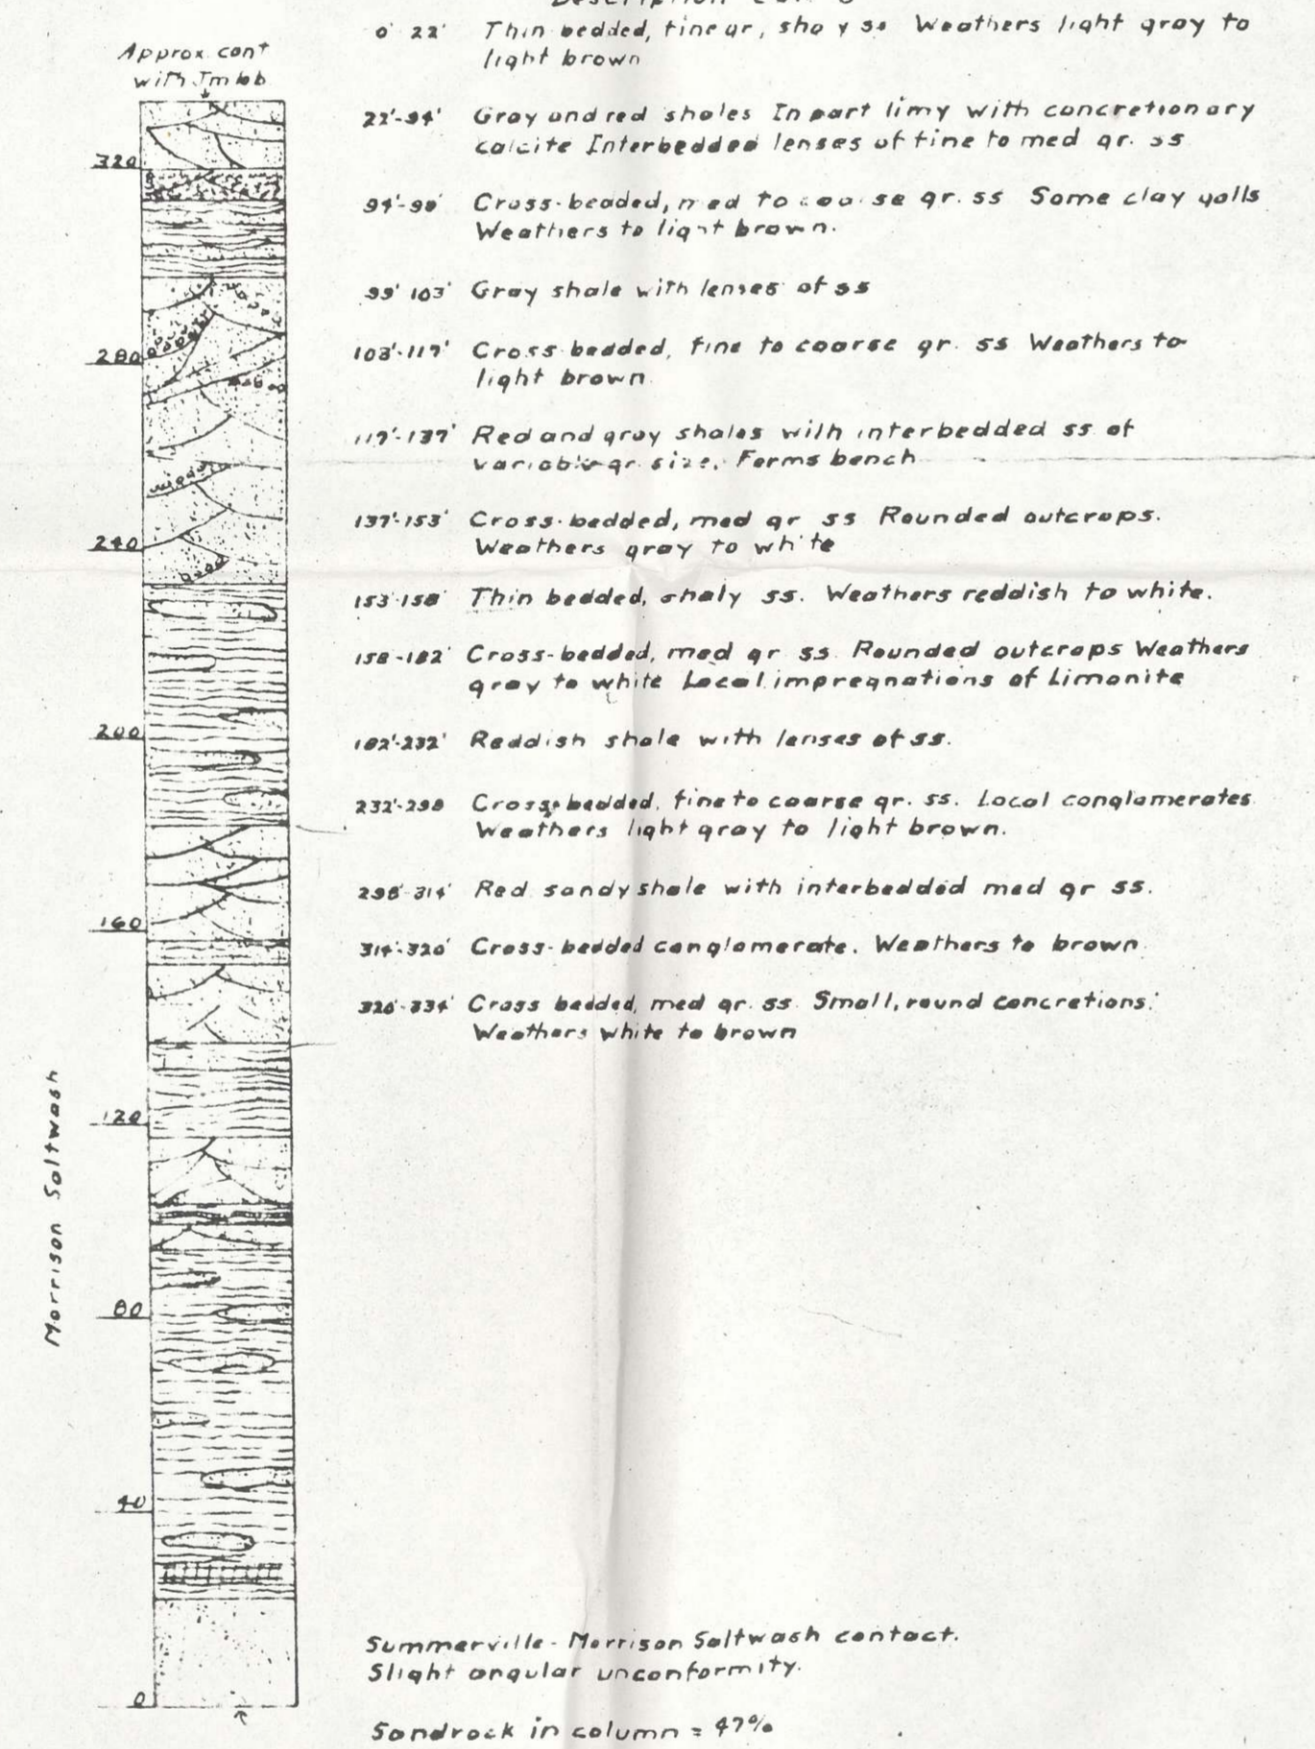 Approx. cont
with Jmbb
0' 22' Thin bedded, fine gr, ss Weathers light gray to
light brown
22'-94' Gray and red shales In part limy with concretionary
calcite Interbedded lenses of fine to med gr. ss
94'-99' Cross-bedded, med to coarse gr. ss Some clay galls
Weathers to light brown.
99' 103' Gray shale with lenses of ss
103'-117' Cross-bedded, fine to coarse gr. ss Weathers to
light brown.
117'-137' Red and gray shales with interbedded ss of
variable gr. size. Forms bench
137'-153' Cross-bedded, med gr ss Rounded outcrops.
Weathers gray to white
153'-158' Thin bedded, shaly ss. Weathers reddish to white.
158'-182' Cross-bedded, med gr ss Rounded outcrops Weathers
gray to white Local impregnations of Limonite
182'-232' Reddish shale with lenses of ss.
232'-298 Cross-bedded, fine to coarse gr. ss. Local conglomerates.
Weathers light gray to light brown.
298'-314' Red sandy shale with interbedded med gr ss.
314'-320' Cross-bedded conglomerate. Weathers to brown.
320'-334' Cross bedded, med gr. ss. Small, round concretions.
Weathers white to brown
320
280
240
200
160
120
80
40
0
Morrison Saltwash
Summerville - Morrison Saltwash contact.
Slight angular unconformity.
Sandrock in column = 47%